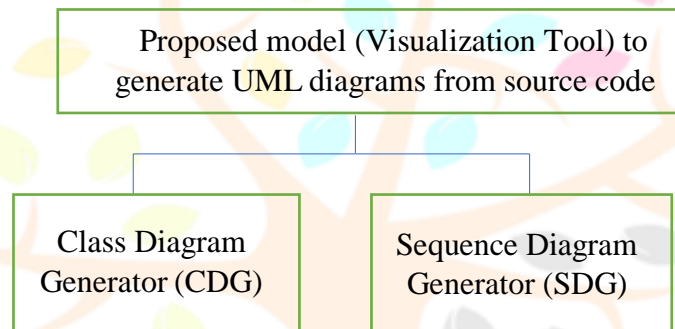 Proposed model (Visualization Tool) to
generate UML diagrams from source code
Class Diagram
Generator (CDG)
Sequence Diagram
Generator (SDG)